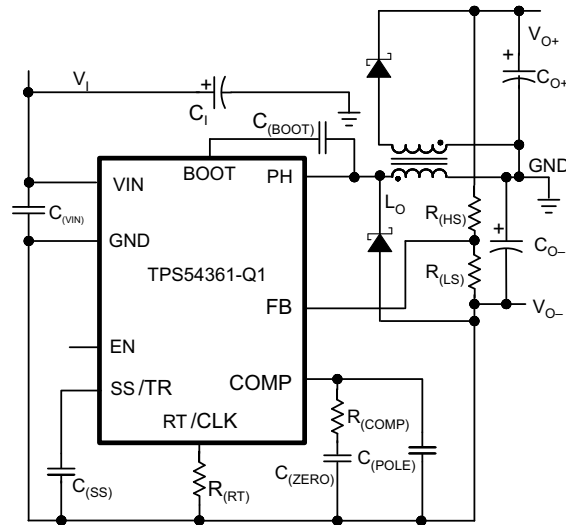 V_O+
V_I
C_O+
C_I
C_(BOOT)
GND
BOOT
PH
VIN
C_(VIN)
L_O
R_(HS)
GND
C_O–
TPS54361-Q1
R_(LS)
FB
V_O–
EN
COMP
SS/TR
R_(COMP)
RT/CLK
C_(POLE)
C_(ZERO)
C_(SS)
R_(RT)